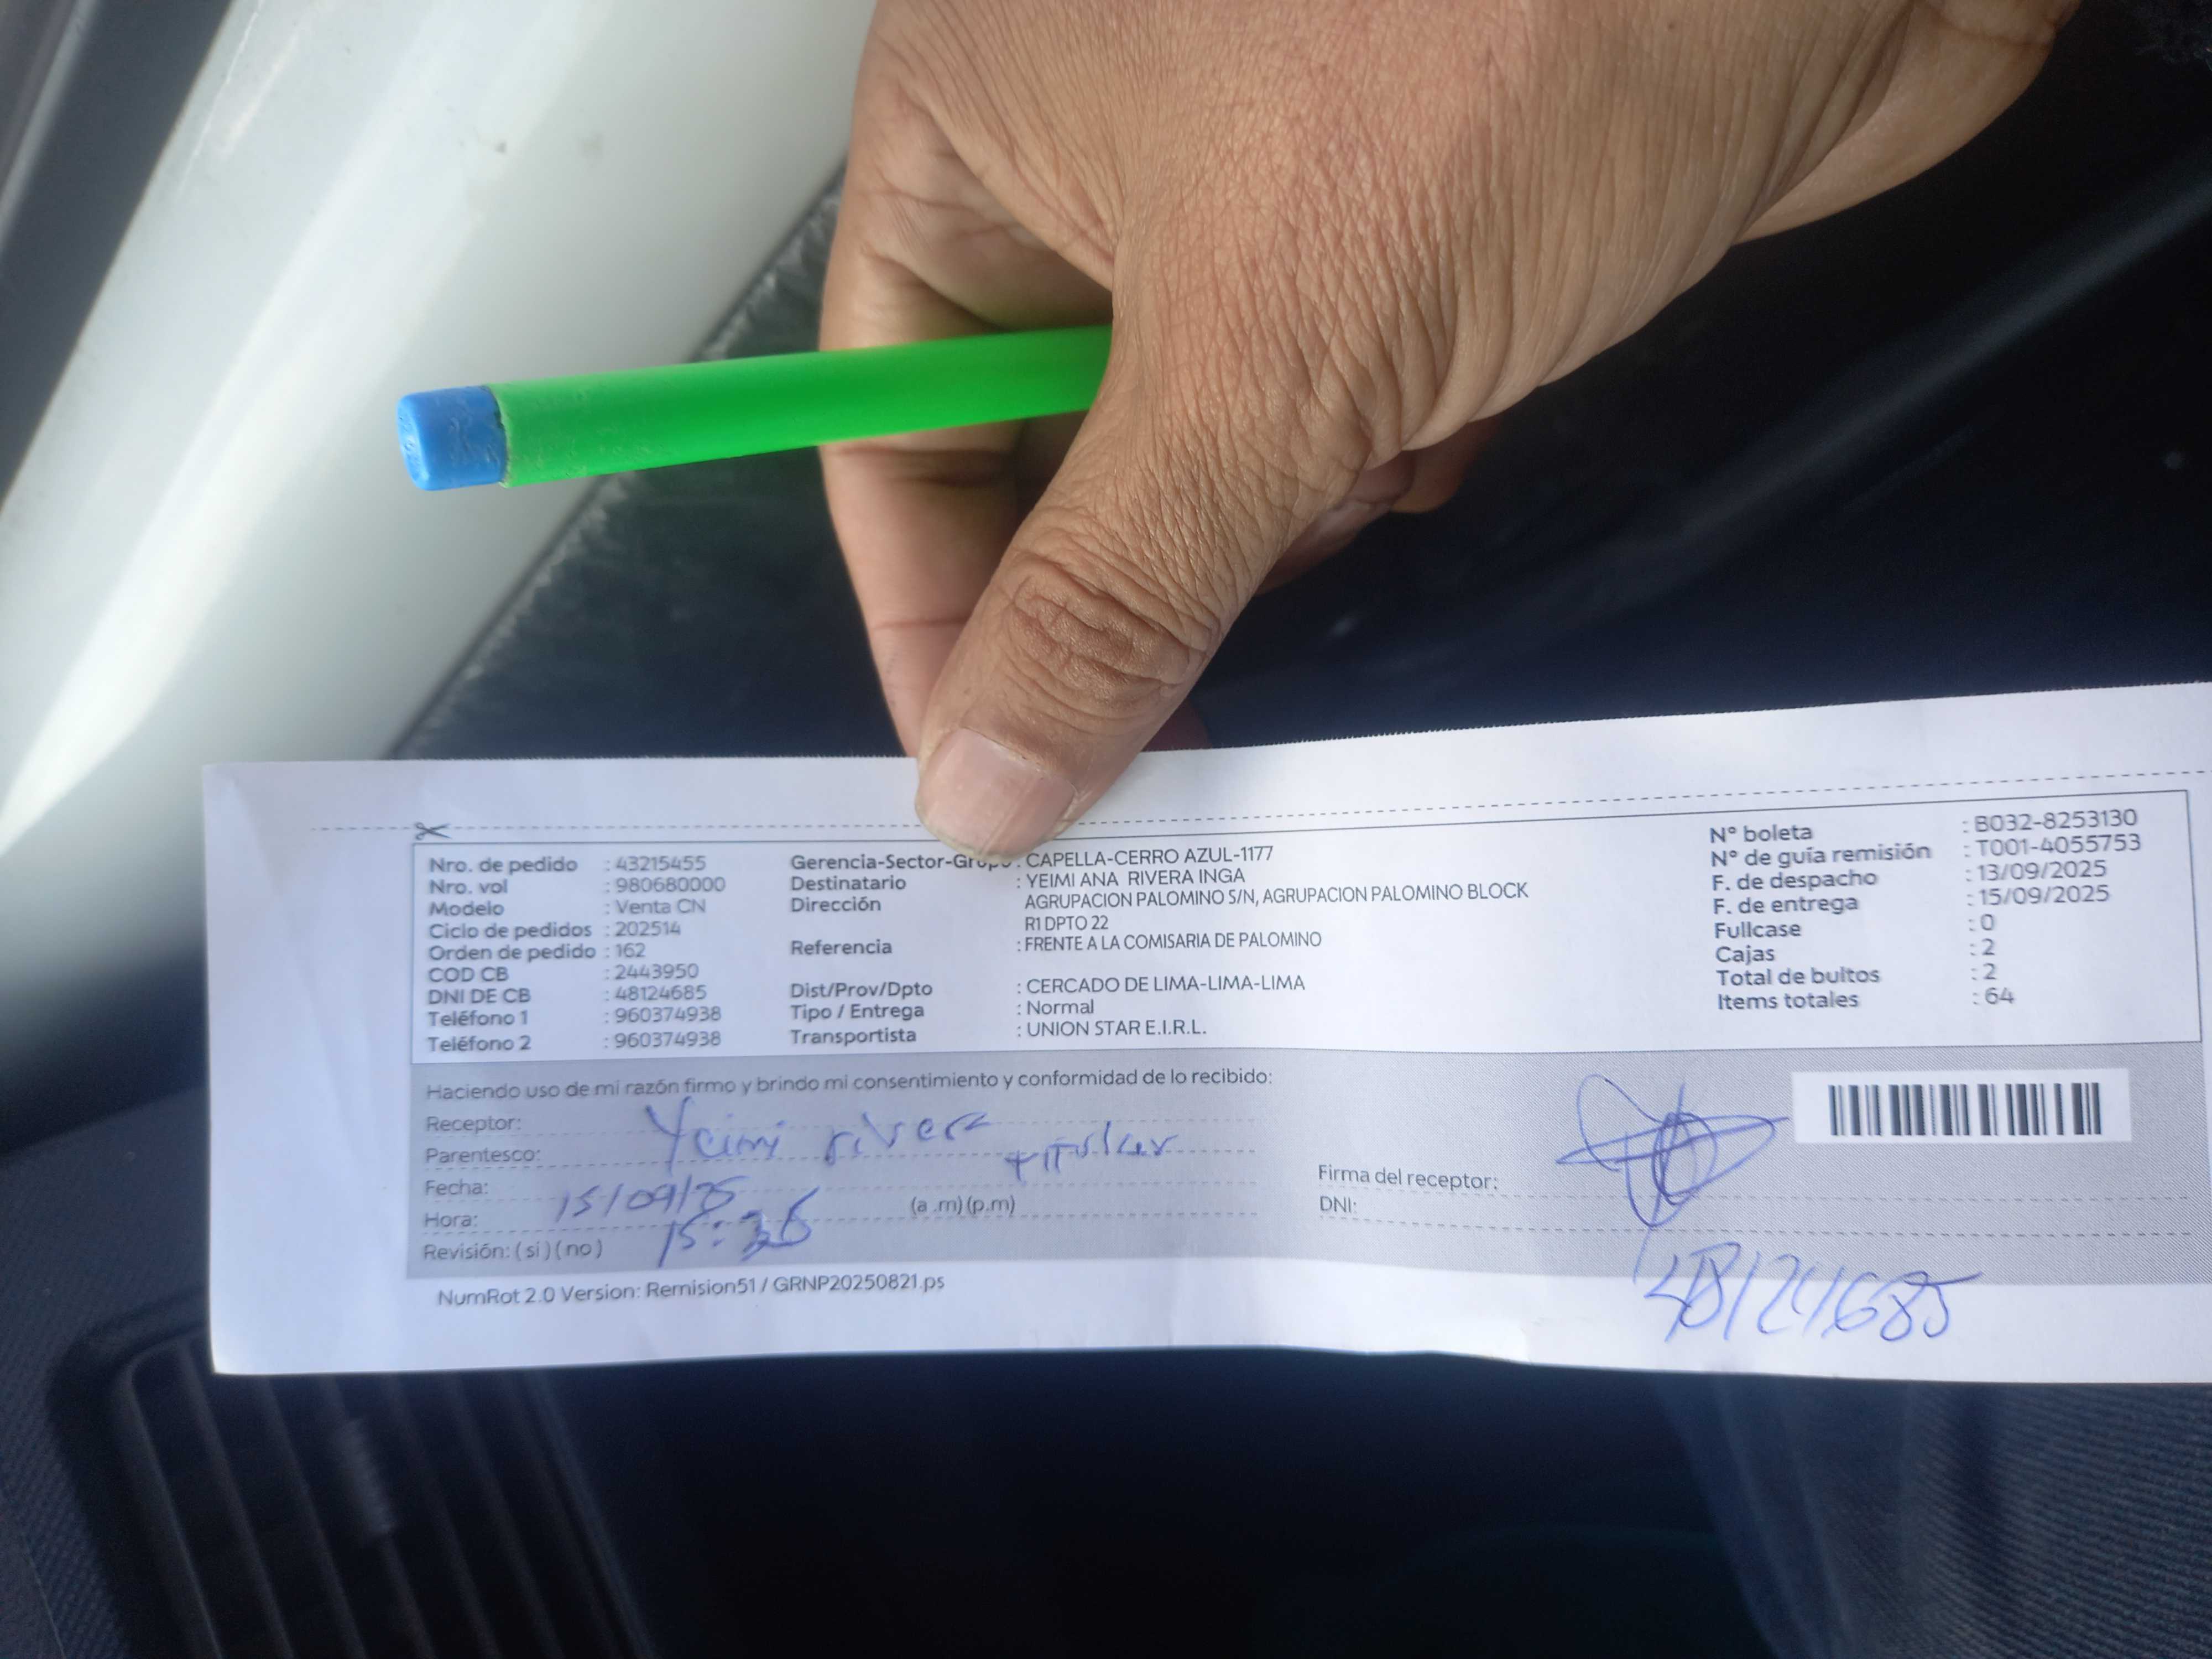 Nro. de pedido : 43215455
Nro. vol : 980680000
Modelo : Venta CN
Ciclo de pedidos : 202514
Orden de pedido : 162
COD CB : 2443950
DNI DE CB : 48124685
Teléfono 1 : 960374938
Teléfono 2 : 960374938
Gerencia-Sector-Grupo : CAPELLA-CERRO AZUL-1177
Destinatario : YEIMI ANA RIVERA INGA
Dirección AGRUPACION PALOMINO S/N, AGRUPACION PALOMINO BLOCK
R1 DPTO 22
Referencia : FRENTE A LA COMISARIA DE PALOMINO
Dist/Prov/Dpto : CERCADO DE LIMA-LIMA-LIMA
Tipo / Entrega : Normal
Transportista : UNION STAR E.I.R.L.
N° boleta : B032-8253130
N° de guía remisión : T001-4055753
F. de despacho : 13/09/2025
F. de entrega : 15/09/2025
Fullcase : 0
Cajas : 2
Total de bultos : 2
Items totales : 64
Haciendo uso de mi razón firmo y brindo mi consentimiento y conformidad de lo recibido:
Receptor: Yeimi rivera
Parentesco: titular
Fecha: 15/09/25
Hora: 15:36 (a .m) (p.m)
Revisión: ( si ) ( no )
Firma del receptor:
DNI: 48124685
NumRot 2.0 Version: Remision51 / GRNP20250821.ps